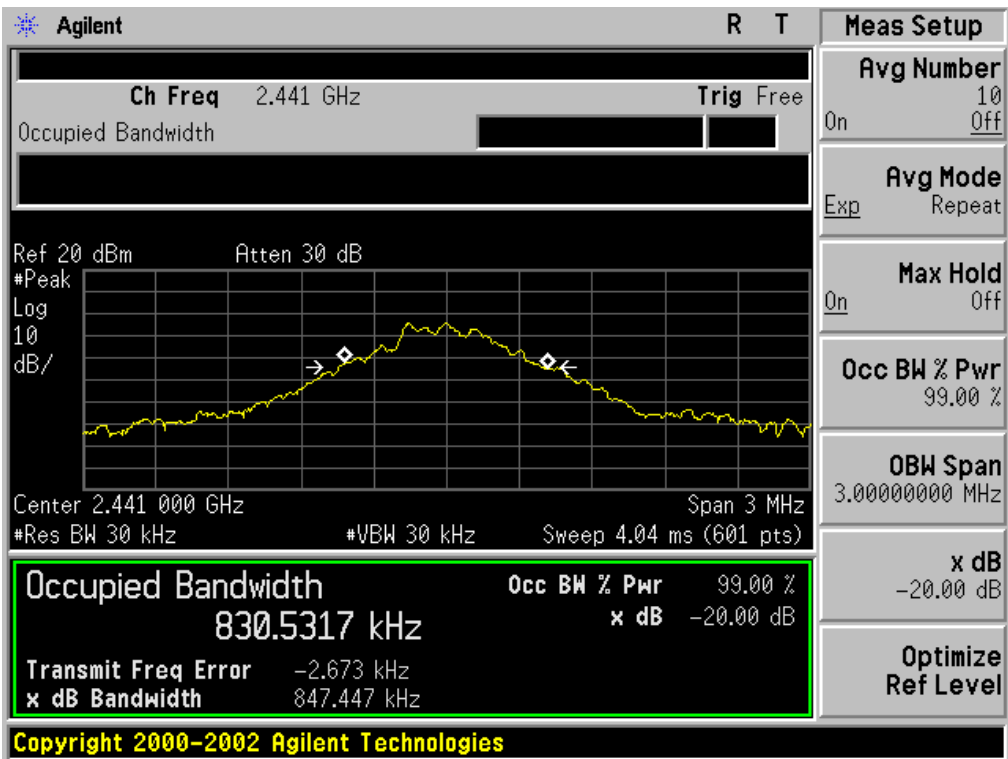 Agilent R T
Ch Freq 2.441 GHz Trig Free
Occupied Bandwidth
Ref 20 dBm Atten 30 dB
#Peak
Log
10
dB/
Center 2.441 000 GHz Span 3 MHz
#Res BW 30 kHz #VBW 30 kHz Sweep 4.04 ms (601 pts)
Occupied Bandwidth Occ BW % Pwr 99.00 %
830.5317 kHz x dB -20.00 dB
Transmit Freq Error -2.673 kHz
x dB Bandwidth 847.447 kHz
Copyright 2000-2002 Agilent Technologies
Meas Setup
Avg Number
10
On Off
Avg Mode
Exp Repeat
Max Hold
On Off
Occ BW % Pwr
99.00 %
OBW Span
3.00000000 MHz
x dB
-20.00 dB
Optimize
Ref Level